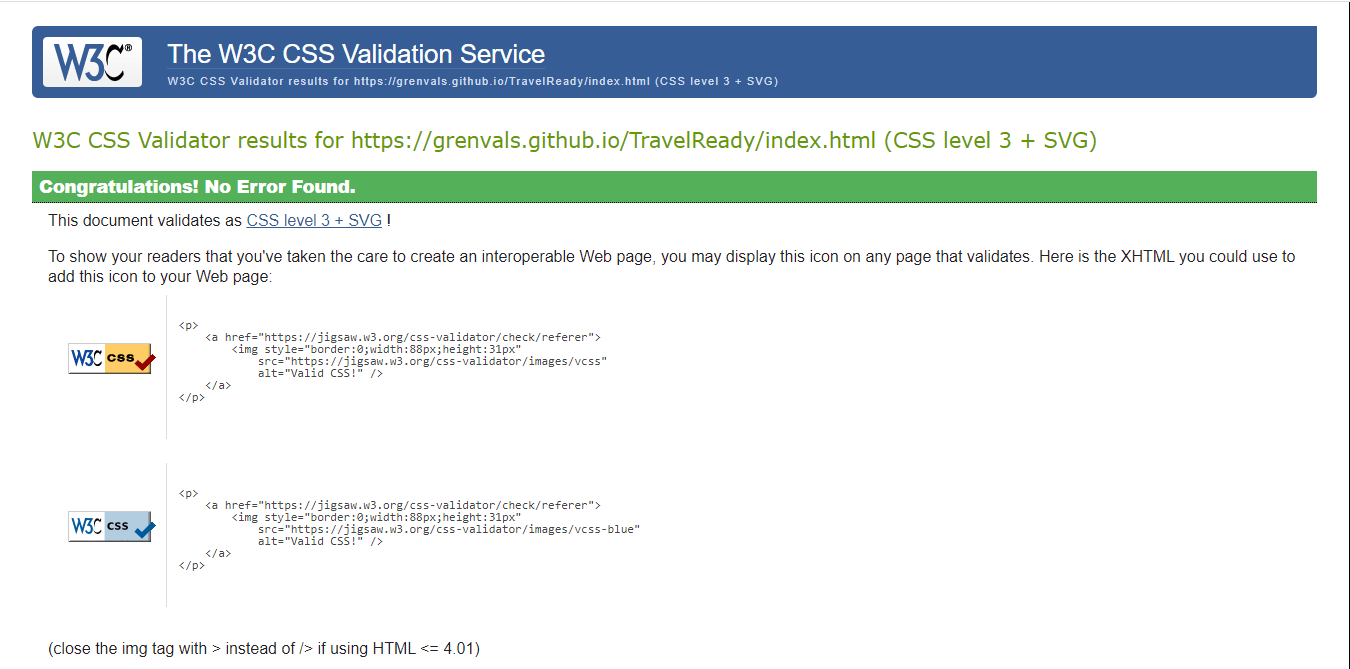 W3C®
The W3C CSS Validation Service
W3C CSS Validator results for https://grenvals.github.io/TravelReady/index.html (CSS level 3 + SVG)
W3C CSS Validator results for https://grenvals.github.io/TravelReady/index.html (CSS level 3 + SVG)
Congratulations! No Error Found.
This document validates as CSS level 3 + SVG !
To show your readers that you've taken the care to create an interoperable Web page, you may display this icon on any page that validates. Here is the XHTML you could use to
add this icon to your Web page:
W3C css
<p>
    <a href="https://jigsaw.w3.org/css-validator/check/referer">
        <img style="border:0;width:88px;height:31px"
            src="https://jigsaw.w3.org/css-validator/images/vcss"
            alt="Valid CSS!" />
    </a>
</p>
W3C css
<p>
    <a href="https://jigsaw.w3.org/css-validator/check/referer">
        <img style="border:0;width:88px;height:31px"
            src="https://jigsaw.w3.org/css-validator/images/vcss-blue"
            alt="Valid CSS!" />
    </a>
</p>
(close the img tag with > instead of /> if using HTML <= 4.01)